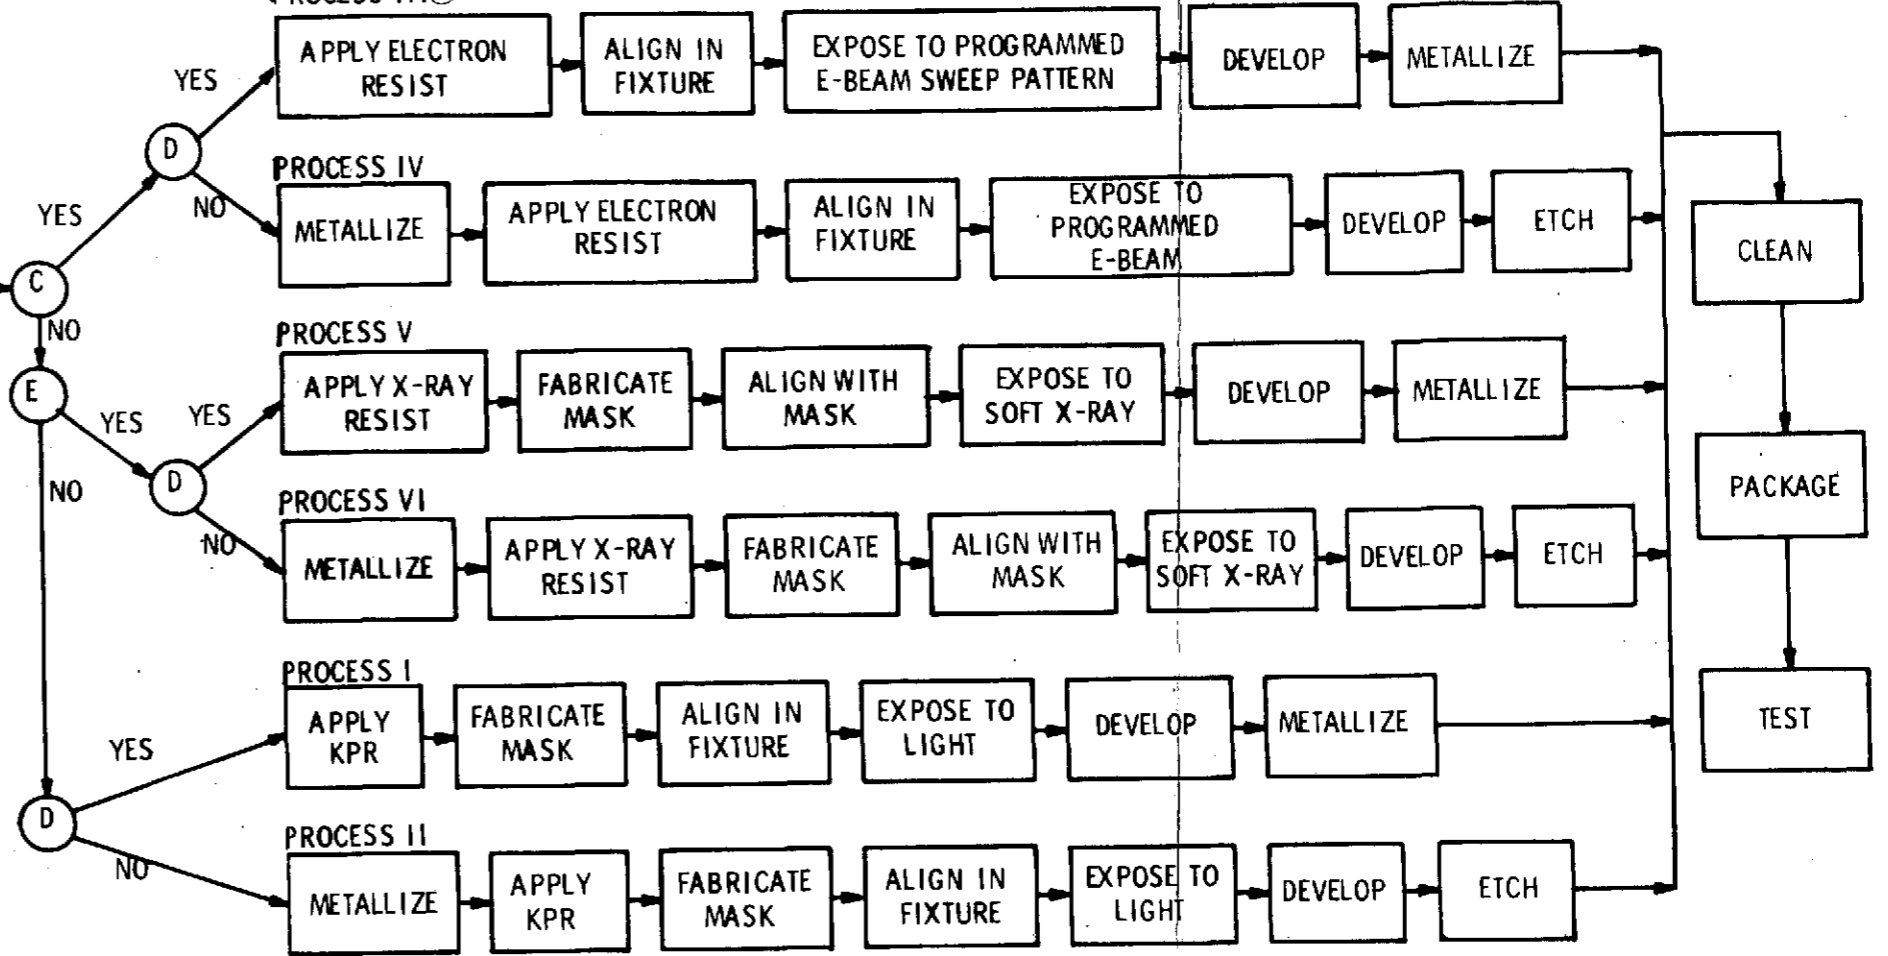 PROCESS
APPLY ELECTRON
RESIST
ALIGN IN
FIXTURE
EXPOSE TO PROGRAMMED
E-BEAM SWEEP PATTERN
DEVELOP
METALLIZE
YES
D
NO
PROCESS IV
METALLIZE
APPLY ELECTRON
RESIST
ALIGN IN
FIXTURE
EXPOSE TO
PROGRAMMED
E-BEAM
DEVELOP
ETCH
CLEAN
YES
C
NO
PROCESS V
APPLY X-RAY
RESIST
FABRICATE
MASK
ALIGN WITH
MASK
EXPOSE TO
SOFT X-RAY
DEVELOP
METALLIZE
E
YES
YES
D
NO
NO
PACKAGE
PROCESS VI
METALLIZE
APPLY X-RAY
RESIST
FABRICATE
MASK
ALIGN WITH
MASK
EXPOSE TO
SOFT X-RAY
DEVELOP
ETCH
PROCESS I
APPLY
KPR
FABRICATE
MASK
ALIGN IN
FIXTURE
EXPOSE TO
LIGHT
DEVELOP
METALLIZE
TEST
YES
D
NO
PROCESS II
METALLIZE
APPLY
KPR
FABRICATE
MASK
ALIGN IN
FIXTURE
EXPOSE TO
LIGHT
DEVELOP
ETCH